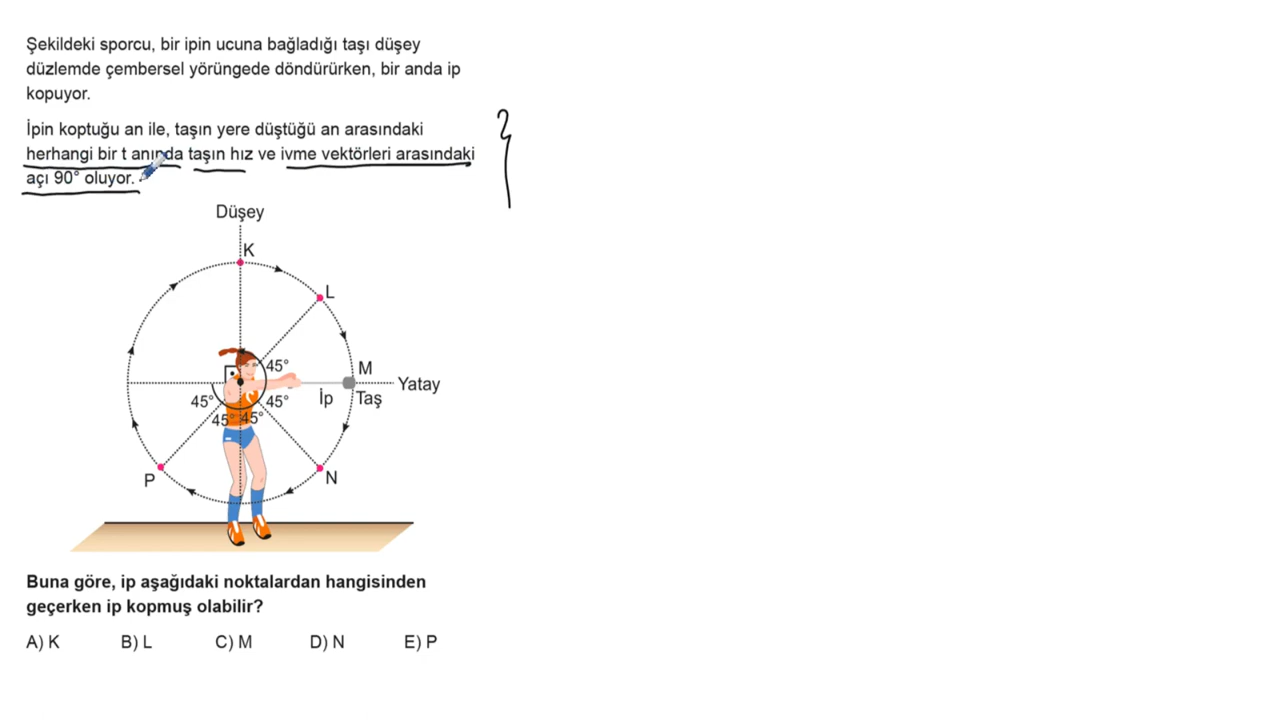 Şekildeki sporcu, bir ipin ucuna bağladığı taşı düşey
düzlemde çembersel yörüngede döndürürken, bir anda ip
kopuyor.
İpin koptuğu an ile, taşın yere düştüğü an arasındaki
herhangi bir t anında taşın hız ve ivme vektörleri arasındaki
açı 90° oluyor.
Düşey
K
L
45°
M
Yatay
45°
45°
İp
Taş
45°
45°
P
N
Buna göre, ip aşağıdaki noktalardan hangisinden
geçerken ip kopmuş olabilir?
A) K B) L C) M D) N E) P